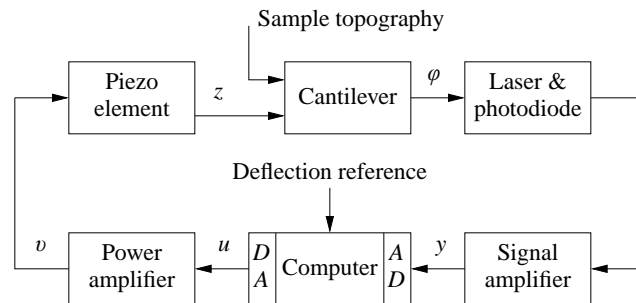 Sample topography
Piezo
element
z
Cantilever
φ
Laser &
photodiode
Deflection reference
v
Power
amplifier
u
D
A
Computer
A
D
y
Signal
amplifier